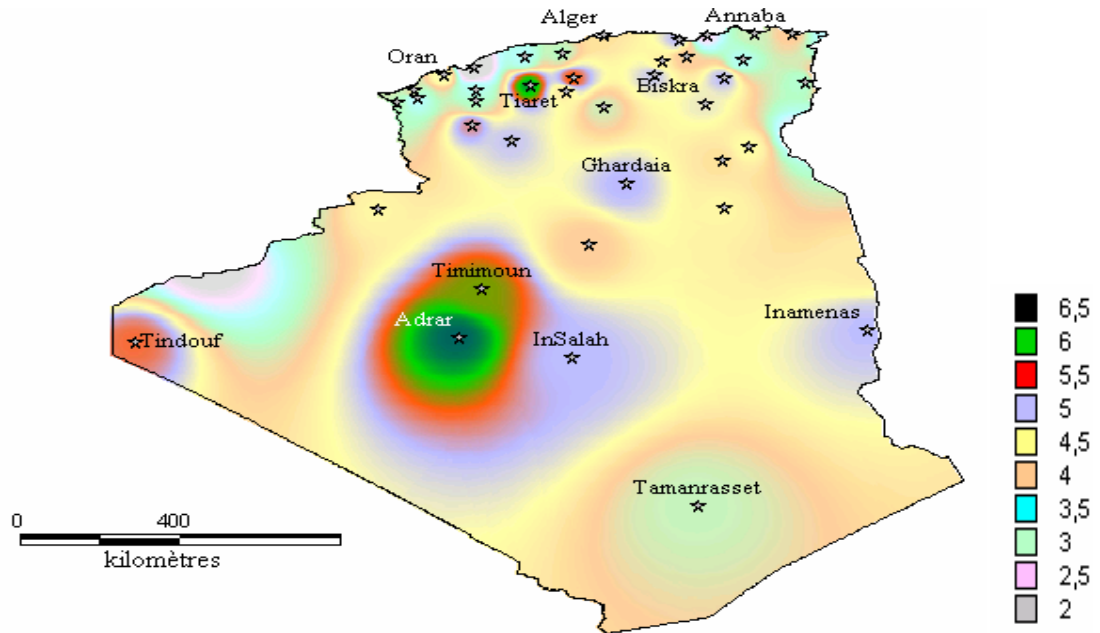 Alger
Annaba
Oran
Tiaret
Biskra
Ghardaia
Timimoun
Adrar
InSalah
Inamenas
Tindouf
Tamanrasset
0 400
kilomètres
6,5
6
5,5
5
4,5
4
3,5
3
2,5
2